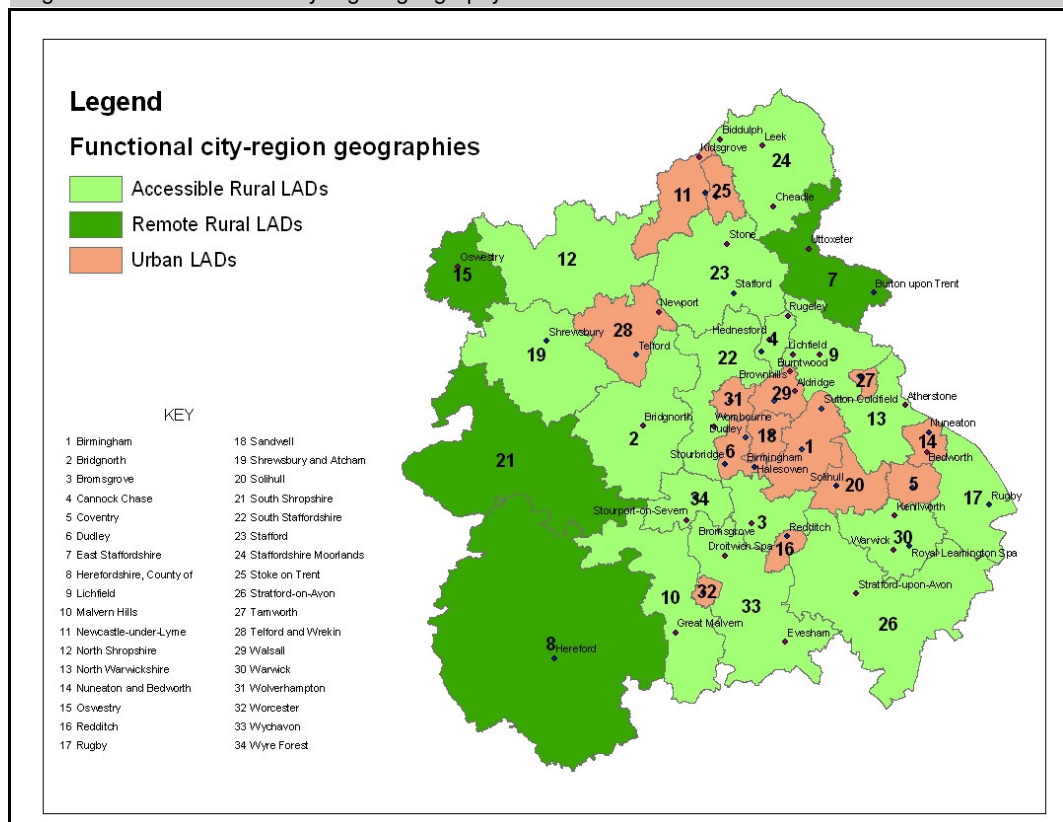 Legend
Functional city-region geographies
Accessible Rural LADs
Remote Rural LADs
Urban LADs
KEY
1 Birmingham
2 Bridgnorth
3 Bromsgrove
4 Cannock Chase
5 Coventry
6 Dudley
7 East Staffordshire
8 Herefordshire, County of
9 Lichfield
10 Malvern Hills
11 Newcastle-under-Lyme
12 North Shropshire
13 North Warwickshire
14 Nuneaton and Bedworth
15 Oswestry
16 Redditch
17 Rugby
18 Sandwell
19 Shrewsbury and Atcham
20 Solihull
21 South Shropshire
22 South Staffordshire
23 Stafford
24 Staffordshire Moorlands
25 Stoke on Trent
26 Stratford-on-Avon
27 Tamworth
28 Telford and Wrekin
29 Walsall
30 Warwick
31 Wolverhampton
32 Worcester
33 Wychavon
34 Wyre Forest
Biddulph
Leek
Kidsgrove
24
11
25
Cheadle
Stone
Uttoxeter
12
Oswestry
15
23
7
Stafford
Burton upon Trent
Newport
Rugeley
28
Shrewsbury
Hednesford
4
19
Telford
22
Lichfield
9
Burntwood
Brownhills
27
29
Aldridge
31
Sutton Coldfield
Atherstone
Bridgnorth
Wombourne
13
2
Dudley
18
Nuneaton
14
1
6
Bedworth
Stourbridge
Birmingham
21
Halesowen
Solihull
20
5
17
Rugby
34
Kenilworth
Stourport-on-Severn
3
Redditch
Bromsgrove
30
Warwick
Droitwich Spa
16
Royal Leamington Spa
32
Stratford-upon-Avon
10
33
26
Great Malvern
8
Evesham
Hereford